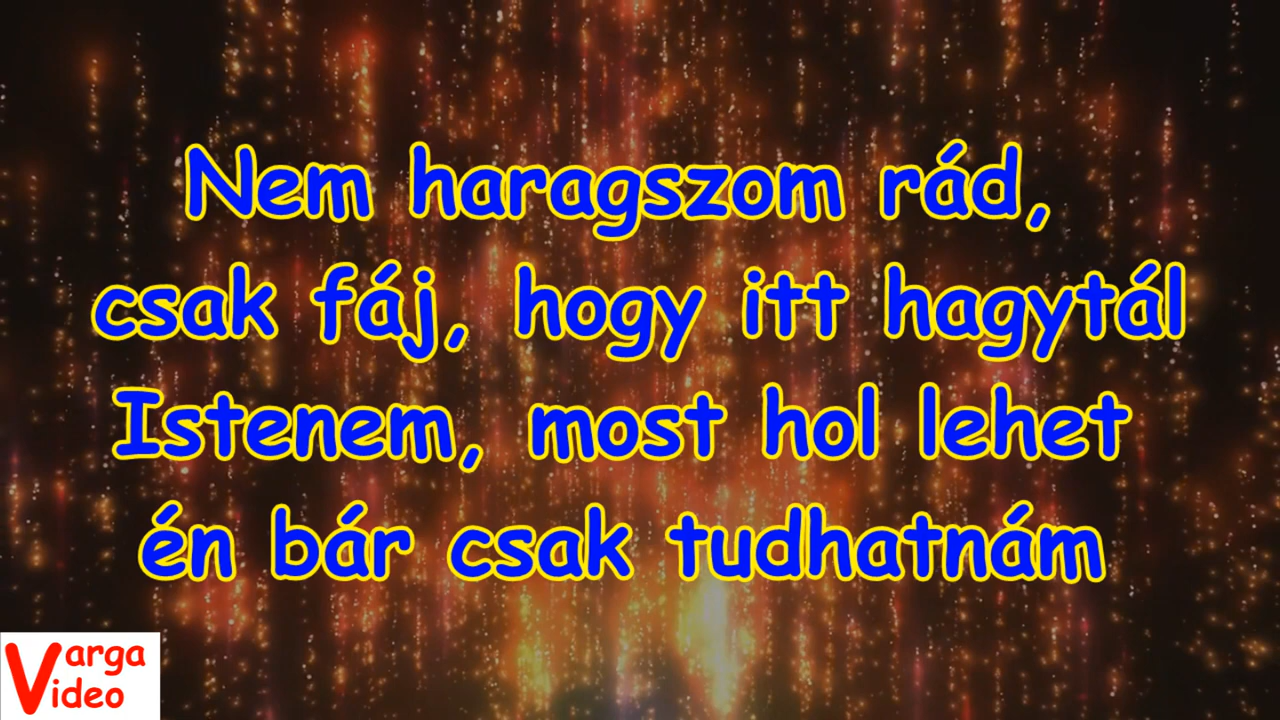 Nem haragszom rád,
csak fáj, hogy itt hagytál
Istenem, most hol lehet
én bár csak tudhatnám
Varga
Video